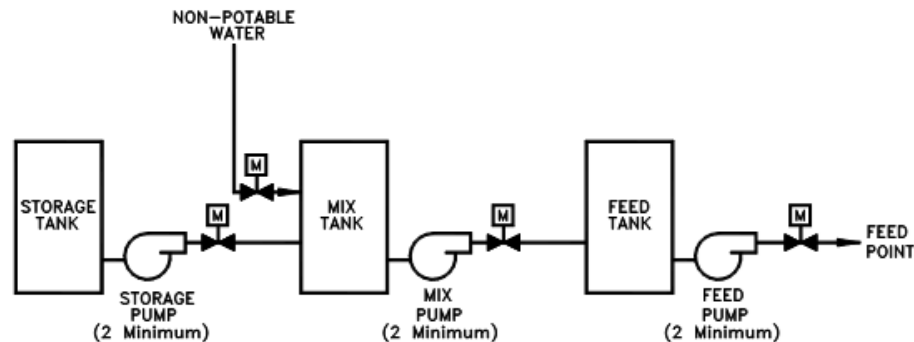 NON-POTABLE
WATER
M
STORAGE
TANK
M
MIX
TANK
M
FEED
TANK
M
FEED
POINT
STORAGE
PUMP
(2 Minimum)
MIX
PUMP
(2 Minimum)
FEED
PUMP
(2 Minimum)